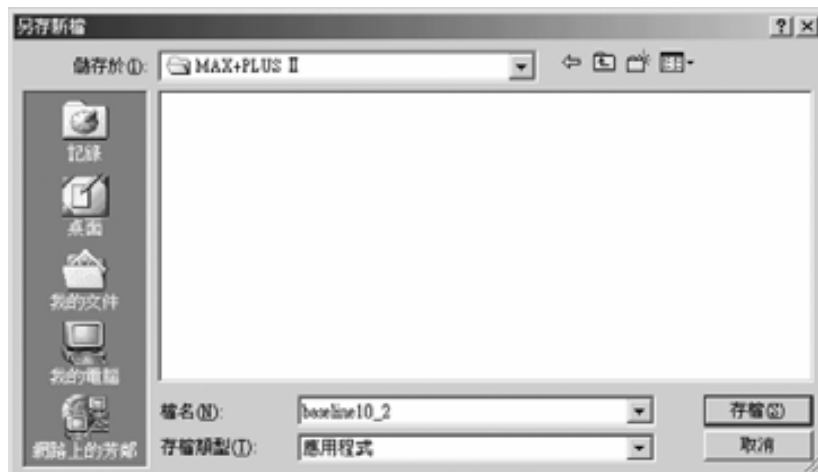 另存新檔
儲存於(I):
MAX+PLUS II
記錄
桌面
我的文件
我的電腦
網路上的芳鄰
檔名(N):
baseline10_2
存檔(S)
存檔類型(T):
應用程式
取消